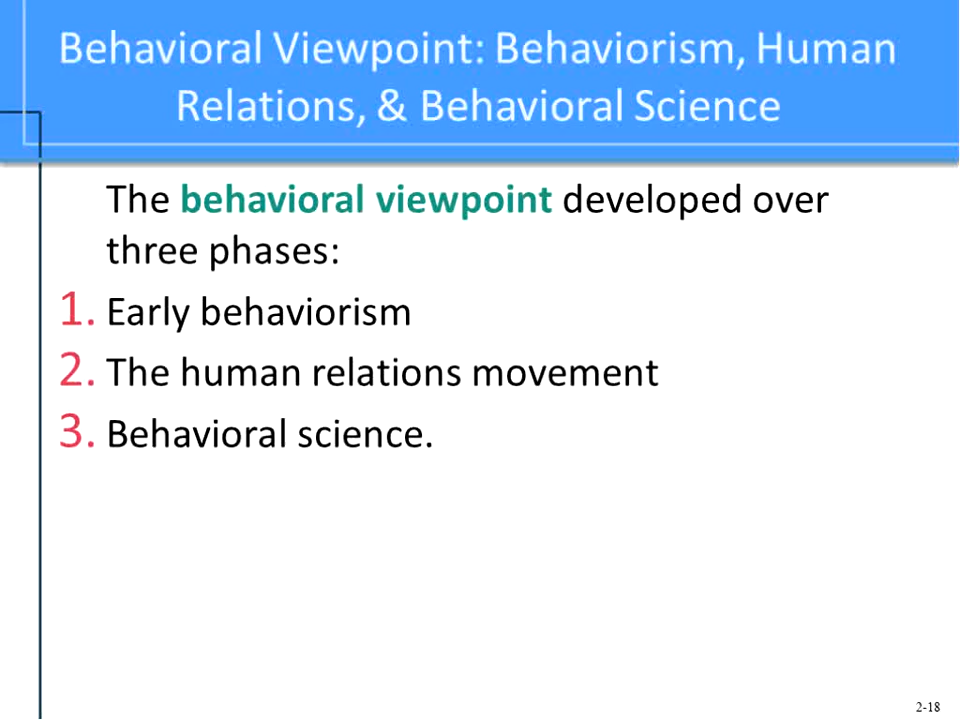 Behavioral Viewpoint: Behaviorism, Human
Relations, & Behavioral Science
The behavioral viewpoint developed over
three phases:
1. Early behaviorism
2. The human relations movement
3. Behavioral science.
2-18